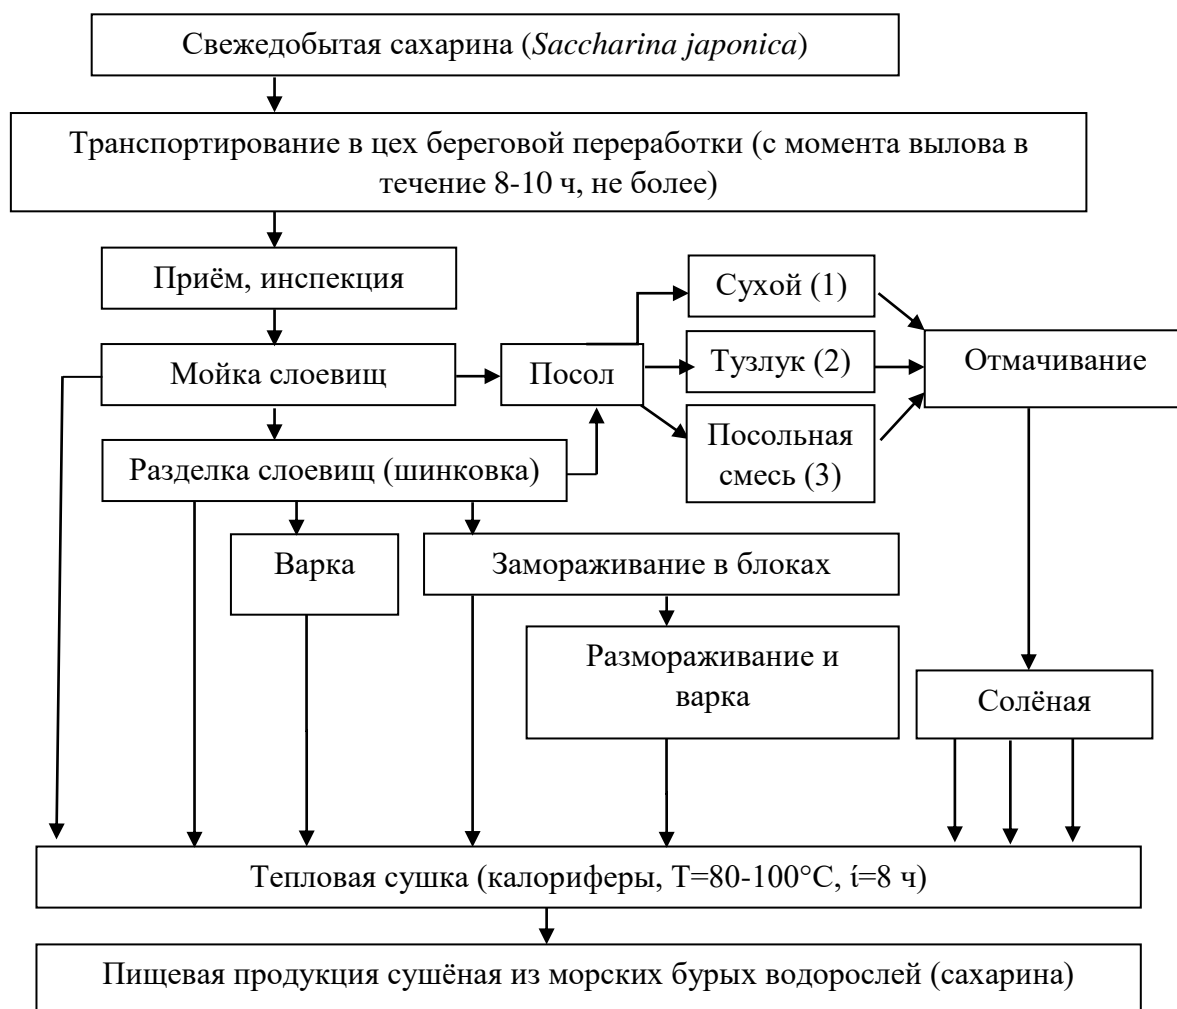 Свежедобытая сахарина (Saccharina japonica)
Транспортирование в цех береговой переработки (с момента вылова в
течение 8-10 ч, не более)
Приём, инспекция
Сухой (1)
Мойка слоевищ
Посол
Тузлук (2)
Отмачивание
Разделка слоевищ (шинковка)
Посольная
смесь (3)
Варка
Замораживание в блоках
Размораживание и
варка
Солёная
Тепловая сушка (калориферы, Т=80-100°С, ί=8 ч)
Пищевая продукция сушёная из морских бурых водорослей (сахарина)